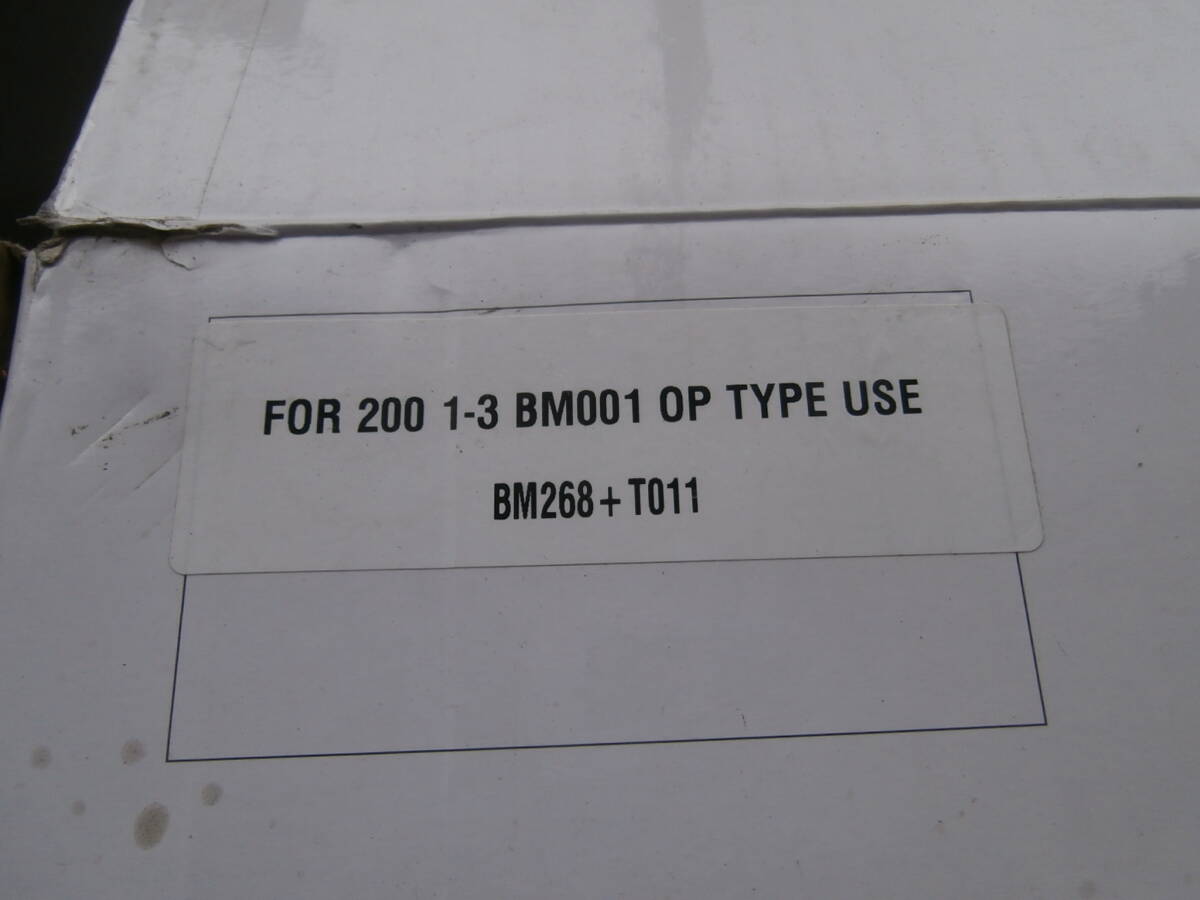 FOR 200 1-3 BM001 OP TYPE USE
BM268+T011